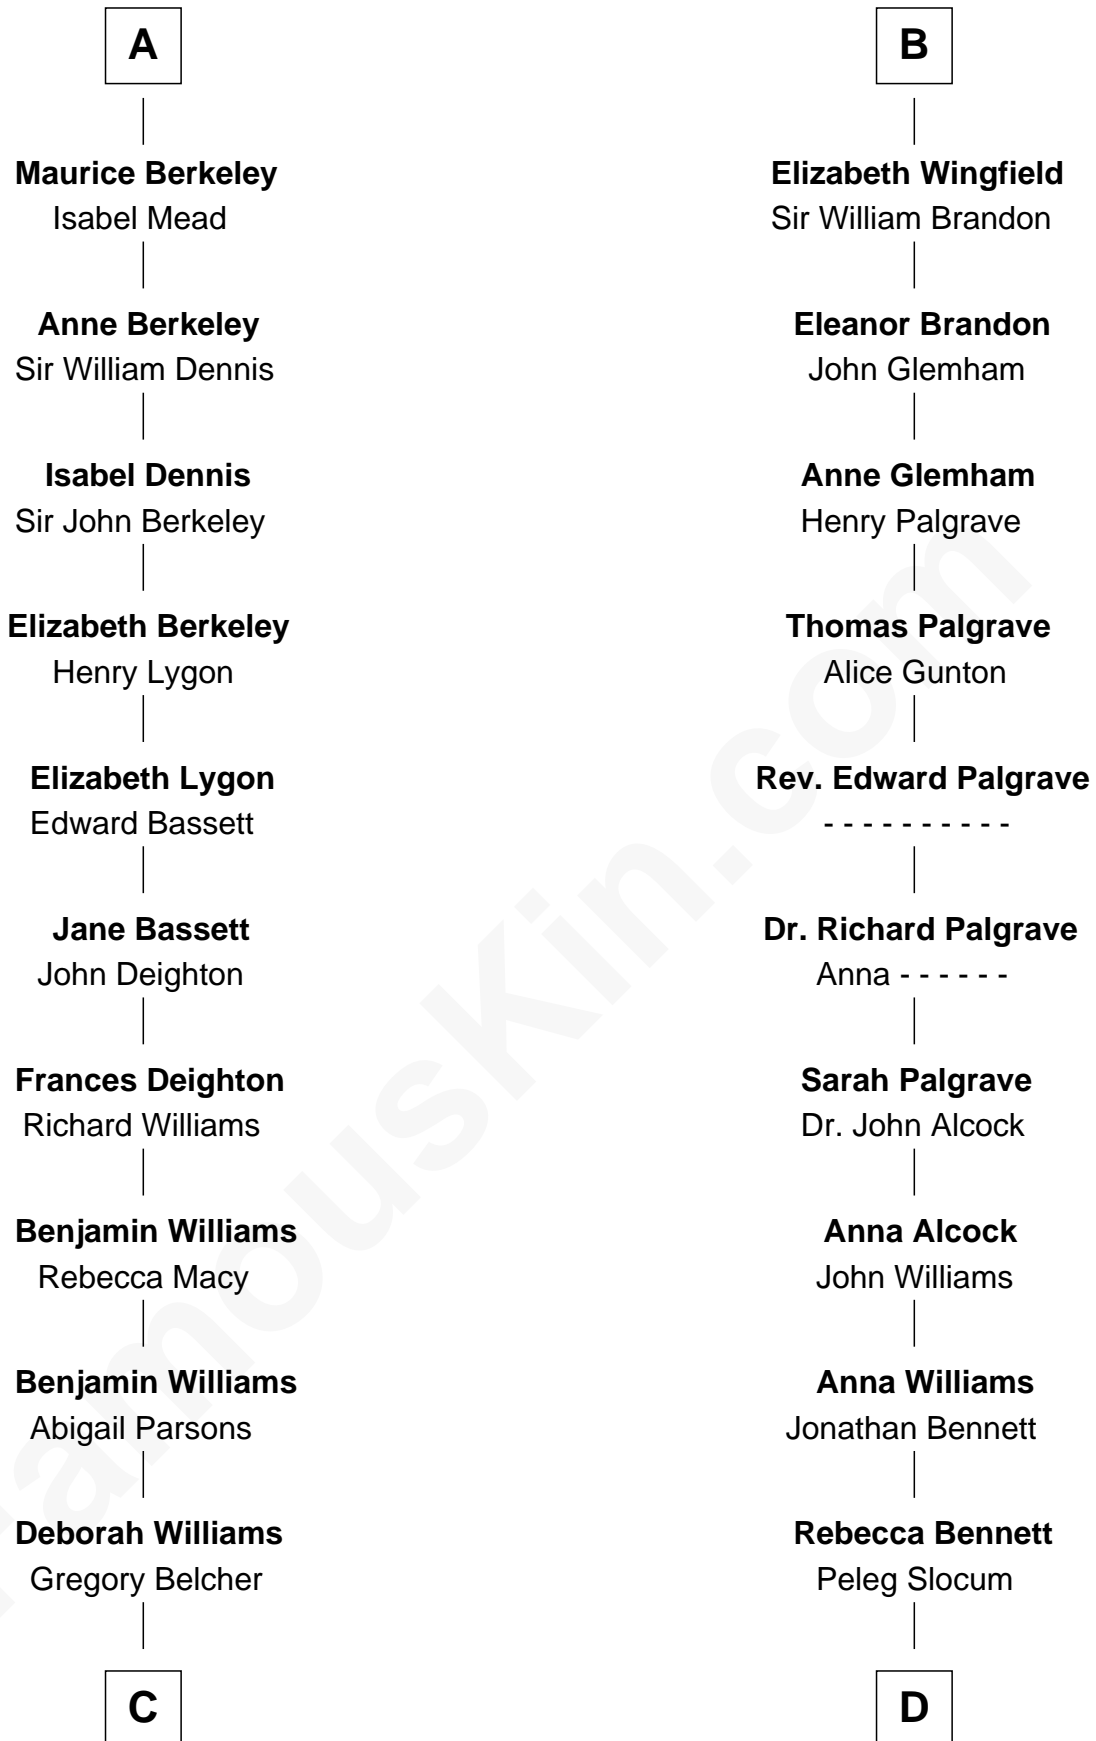 A
Maurice Berkeley
Isabel Mead
Anne Berkeley
Sir William Dennis
Isabel Dennis
Sir John Berkeley
Elizabeth Berkeley
Henry Lygon
Elizabeth Lygon
Edward Bassett
Jane Bassett
John Deighton
Frances Deighton
Richard Williams
Benjamin Williams
Rebecca Macy
Benjamin Williams
Abigail Parsons
Deborah Williams
Gregory Belcher
C
B
Elizabeth Wingfield
Sir William Brandon
Eleanor Brandon
John Glemham
Anne Glemham
Henry Palgrave
Thomas Palgrave
Alice Gunton
Rev. Edward Palgrave
- - - - - - - - - -
Dr. Richard Palgrave
Anna - - - - - -
Sarah Palgrave
Dr. John Alcock
Anna Alcock
John Williams
Anna Williams
Jonathan Bennett
Rebecca Bennett
Peleg Slocum
D
FamousKin.com